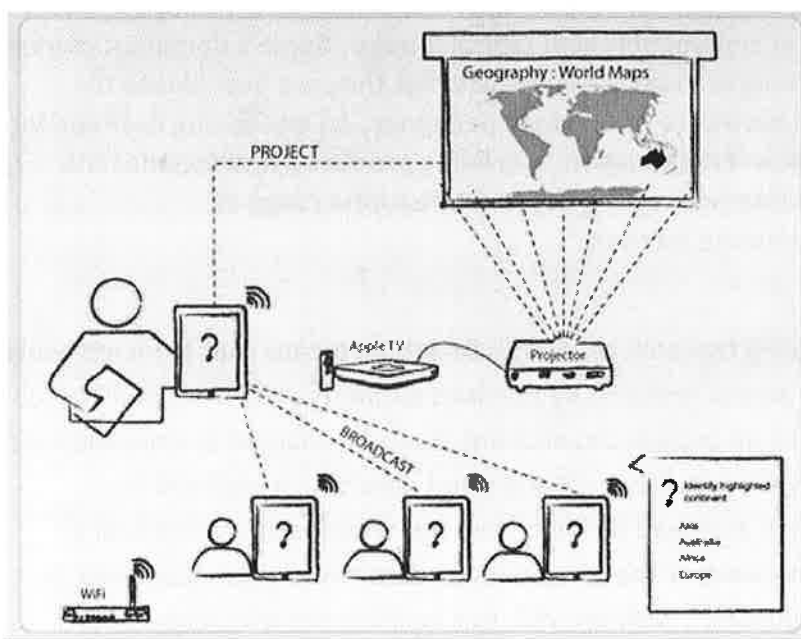 Geography : World Maps
PROJECT
?
Apple TV
Projector
BROADCAST
?
?
?
?
Identify highlighted
continent
Asia
Australia
Africa
Europe
WiFi